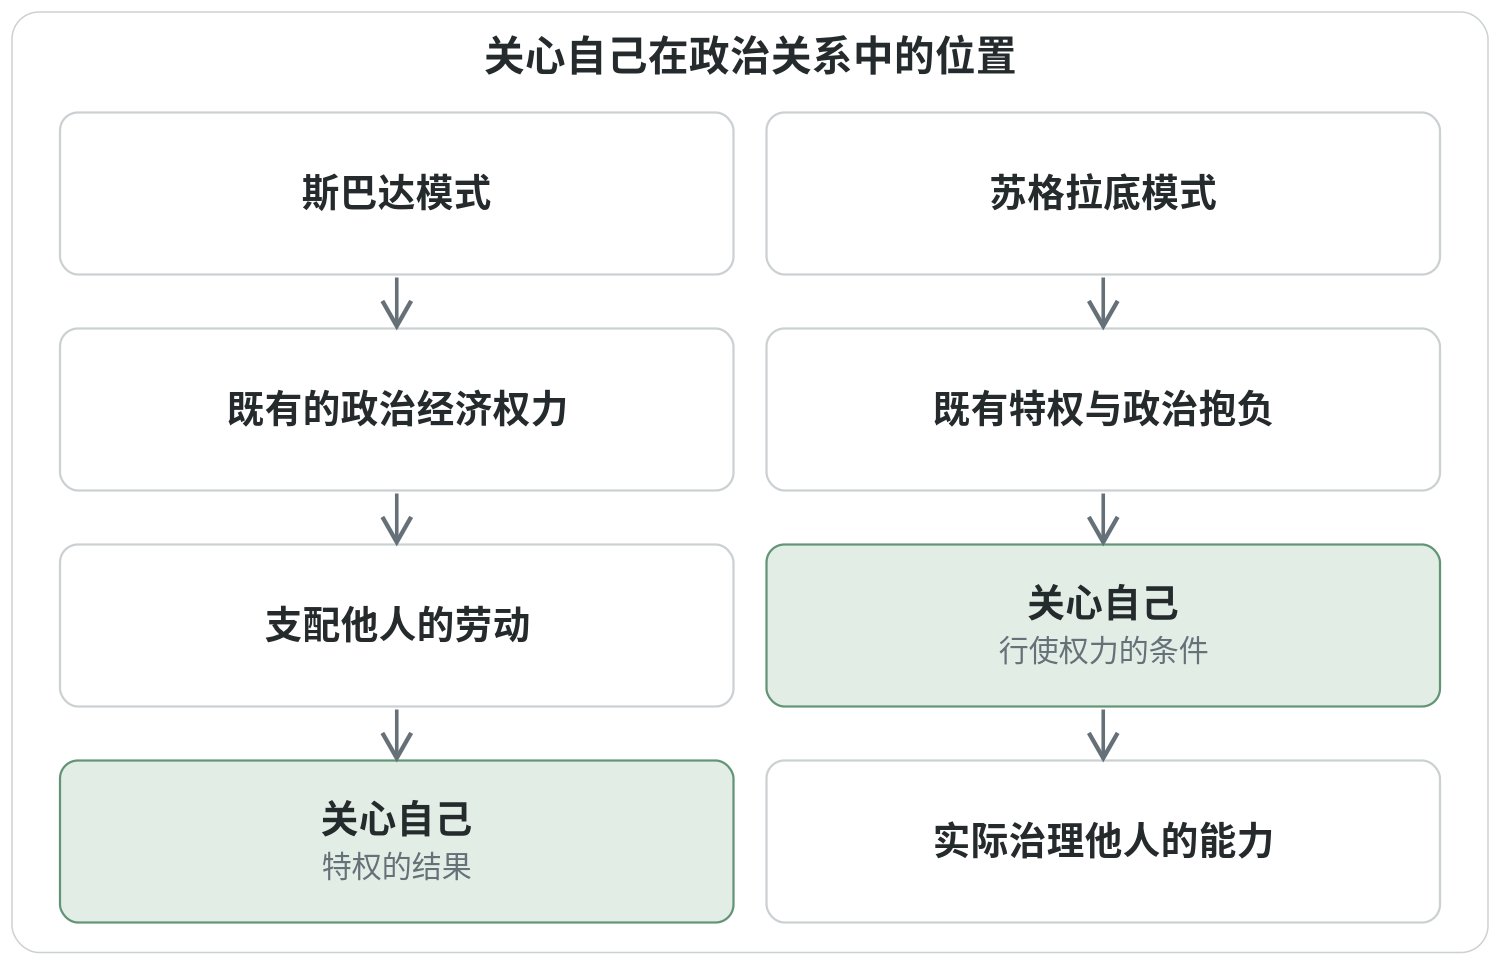 关心自己在政治关系中的位置
斯巴达模式
既有的政治经济权力
支配他人的劳动
关心自己
特权的结果
苏格拉底模式
既有特权与政治抱负
关心自己
行使权力的条件
实际治理他人的能力